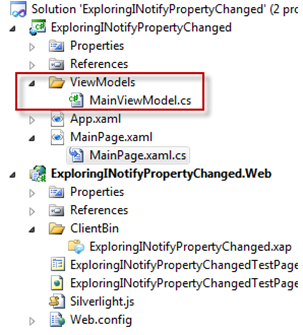 Solution 'ExploringINotifyPropertyChanged' (2 pro
ExploringINotifyPropertyChanged
Properties
References
ViewModels
MainViewModel.cs
App.xaml
MainPage.xaml
MainPage.xaml.cs
ExploringINotifyPropertyChanged.Web
Properties
References
ClientBin
ExploringINotifyPropertyChanged.xap
ExploringINotifyPropertyChangedTestPage
ExploringINotifyPropertyChangedTestPage
Silverlight.js
Web.config